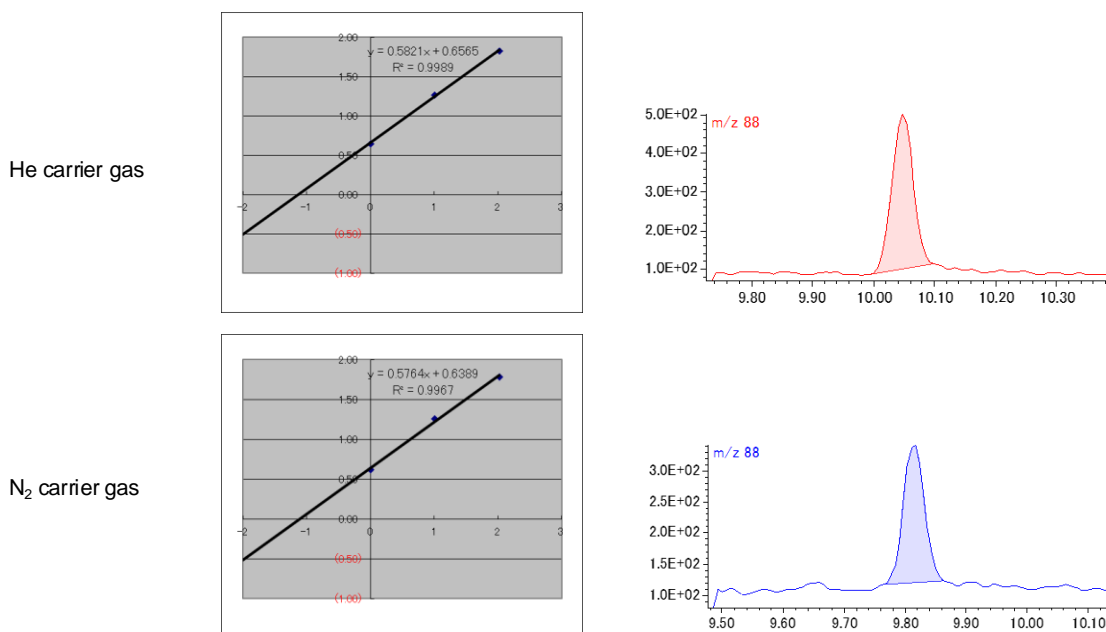 He carrier gas
2.00
y = 0.5821x + 0.6565
R² = 0.9989
1.50
1.00
0.50
0.00
-2 -1 0 1 2 3
(0.50)
(1.00)
m/z 88
5.0E+02
4.0E+02
3.0E+02
2.0E+02
1.0E+02
9.80 9.90 10.00 10.10 10.20 10.30
N₂ carrier gas
2.00
y = 0.5764x + 0.6389
R² = 0.9967
1.50
1.00
0.50
0.00
-2 -1 0 1 2 3
(0.50)
(1.00)
m/z 88
3.0E+02
2.5E+02
2.0E+02
1.5E+02
1.0E+02
9.50 9.60 9.70 9.80 9.90 10.00 10.10